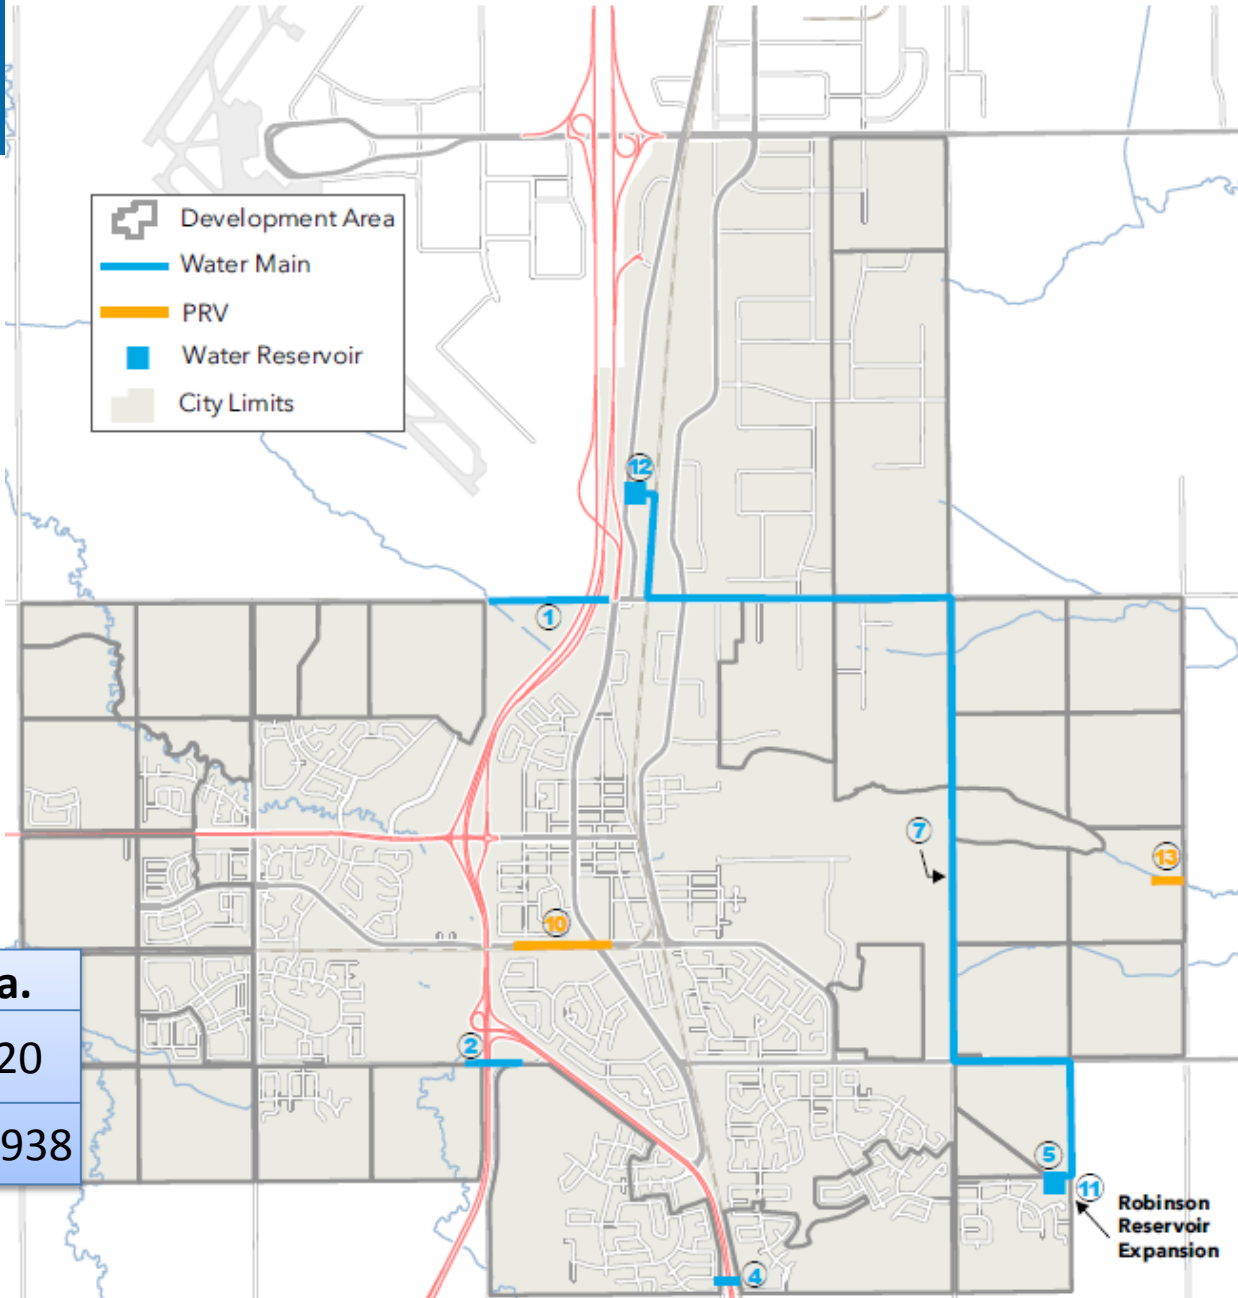 Development Area
Water Main
PRV
Water Reservoir
City Limits
12
1
7
13
10
a.
2
20
938
5
11
Robinson
Reservoir
Expansion
4